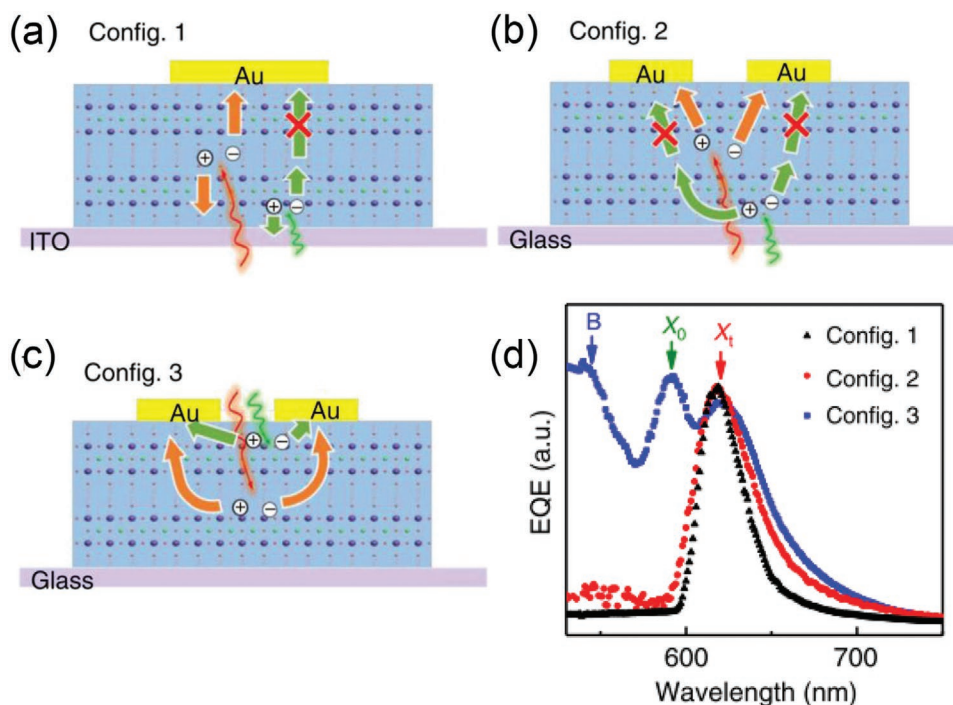 (a) Config. 1
Au
+ −
+ −
ITO
(b) Config. 2
Au Au
+ −
+ −
Glass
(c) Config. 3
Au Au
+ −
+ −
Glass
(d)
B X₀ Xₜ
Config. 1
Config. 2
Config. 3
EQE (a.u.)
600 700
Wavelength (nm)